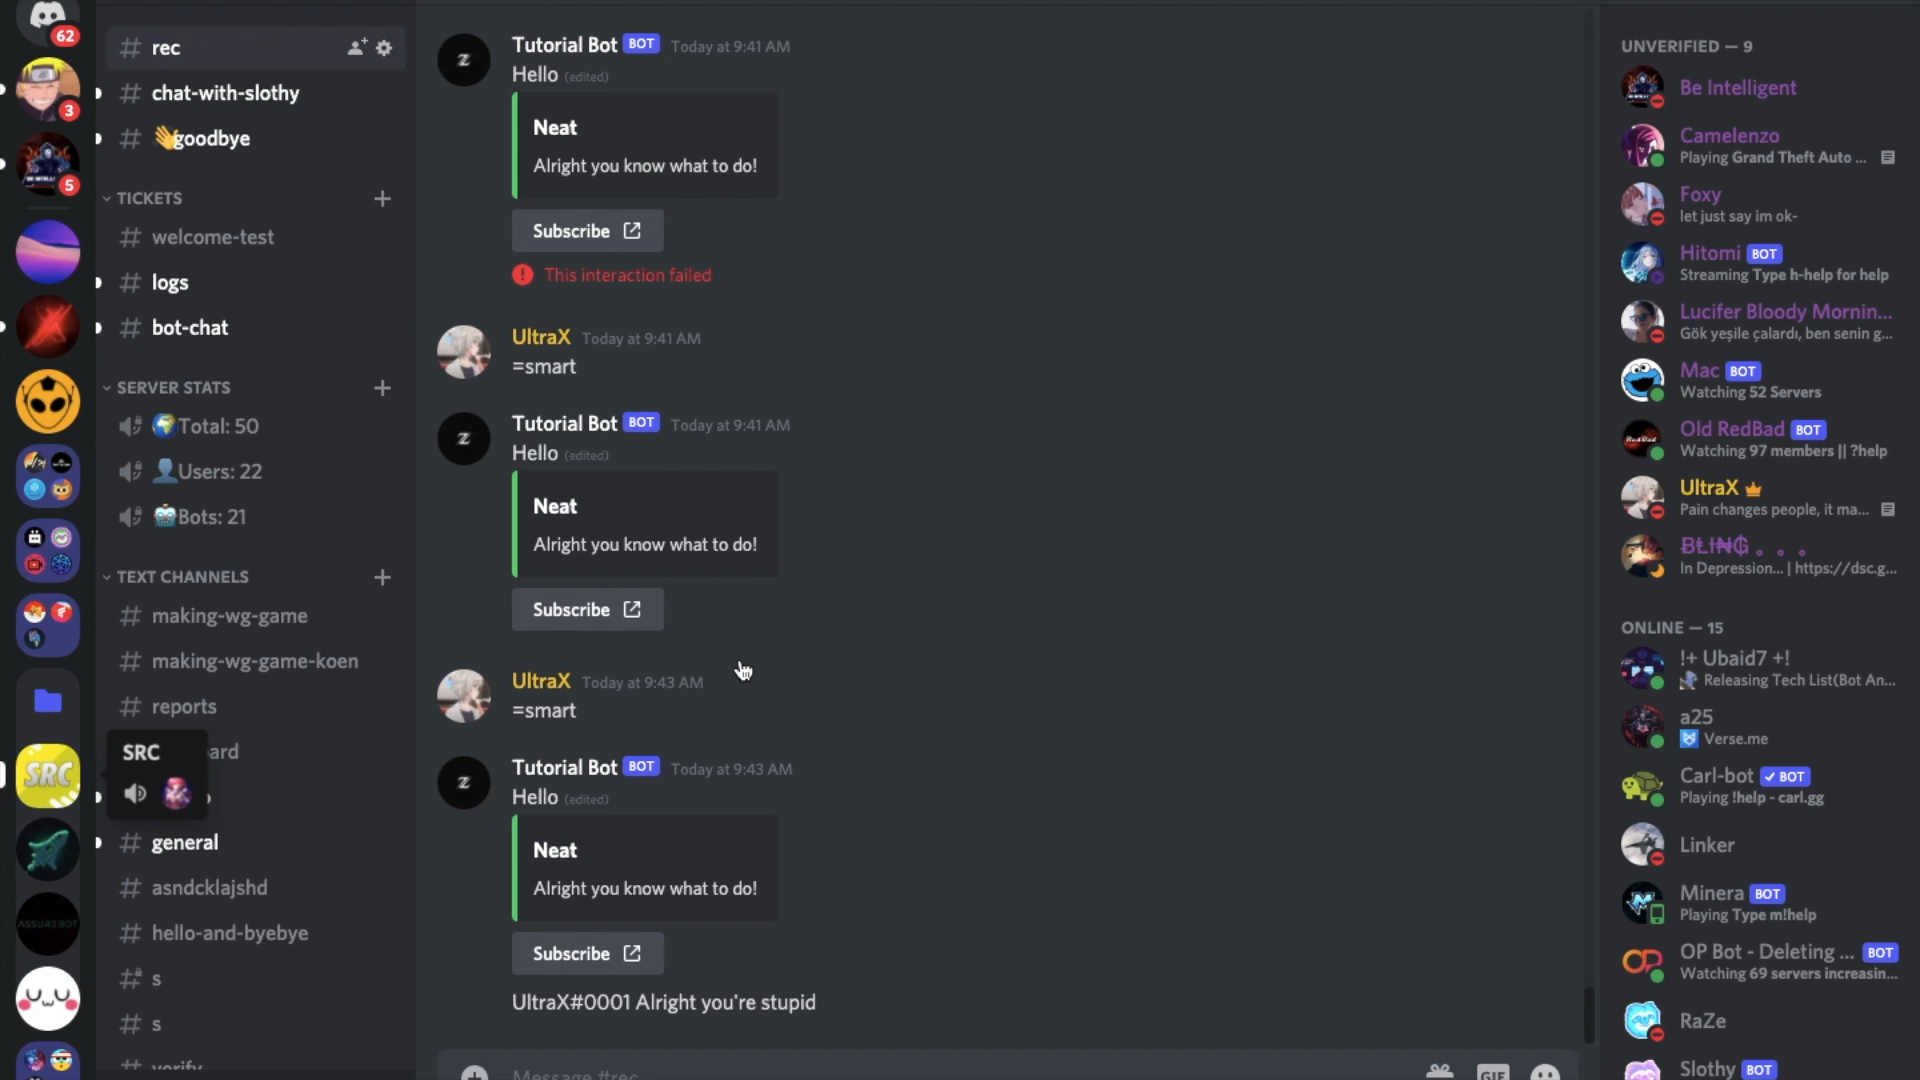 62
3
5
SRC
ASSUREBOT
rec
chat-with-slothy
👋goodbye
TICKETS
welcome-test
logs
bot-chat
SERVER STATS
🌍Total: 50
👤Users: 22
🤖Bots: 21
TEXT CHANNELS
making-wg-game
making-wg-game-koen
reports
SRC
general
asndcklajshd
hello-and-byebye
s
s
verify
Tutorial Bot BOT Today at 9:41 AM
Hello (edited)
Neat
Alright you know what to do!
Subscribe
This interaction failed
UltraX Today at 9:41 AM
=smart
Tutorial Bot BOT Today at 9:41 AM
Hello (edited)
Neat
Alright you know what to do!
Subscribe
UltraX Today at 9:43 AM
=smart
Tutorial Bot BOT Today at 9:43 AM
Hello (edited)
Neat
Alright you know what to do!
Subscribe
UltraX#0001 Alright you're stupid
Message #rec
GIF
UNVERIFIED — 9
Be Intelligent
Camelenzo
Playing Grand Theft Auto ...
Foxy
let just say im ok-
Hitomi BOT
Streaming Type h-help for help
Lucifer Bloody Mornin...
Gök yeşile çalardı, ben senin g...
Mac BOT
Watching 52 Servers
Old RedBad BOT
Watching 97 members || ?help
UltraX
Pain changes people, it ma...
BŁł₦₲ 。。。
In Depression... | https://dsc.g...
ONLINE — 15
!+ Ubaid7 +!
Releasing Tech List(Bot An...
a25
Verse.me
Carl-bot ✓ BOT
Playing !help - carl.gg
Linker
Minera BOT
Playing Type m!help
OP Bot - Deleting ... BOT
Watching 69 servers increasin...
RaZe
Slothy BOT